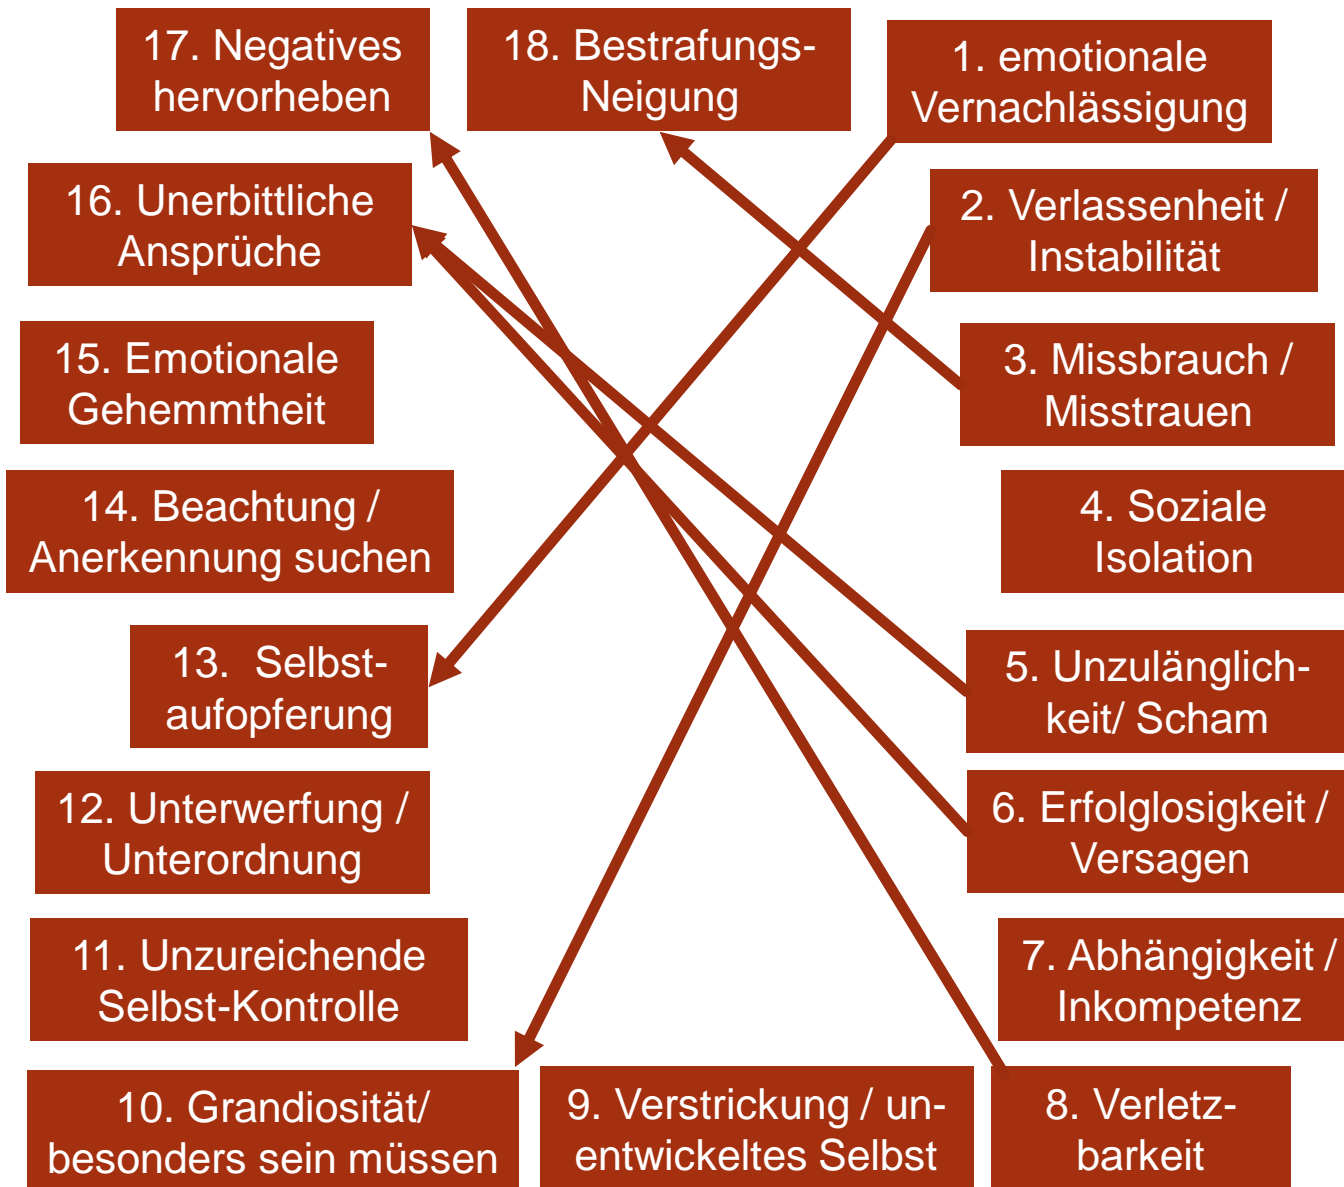 17. Negatives
hervorheben
18. Bestrafungs-
Neigung
1. emotionale
Vernachlässigung
16. Unerbittliche
Ansprüche
2. Verlassenheit /
Instabilität
15. Emotionale
Gehemmtheit
3. Missbrauch /
Misstrauen
14. Beachtung /
Anerkennung suchen
4. Soziale
Isolation
13. Selbst-
aufopferung
5. Unzulänglich-
keit/ Scham
12. Unterwerfung /
Unterordnung
6. Erfolglosigkeit /
Versagen
11. Unzureichende
Selbst-Kontrolle
7. Abhängigkeit /
Inkompetenz
10. Grandiosität/
besonders sein müssen
9. Verstrickung / un-
entwickeltes Selbst
8. Verletz-
barkeit